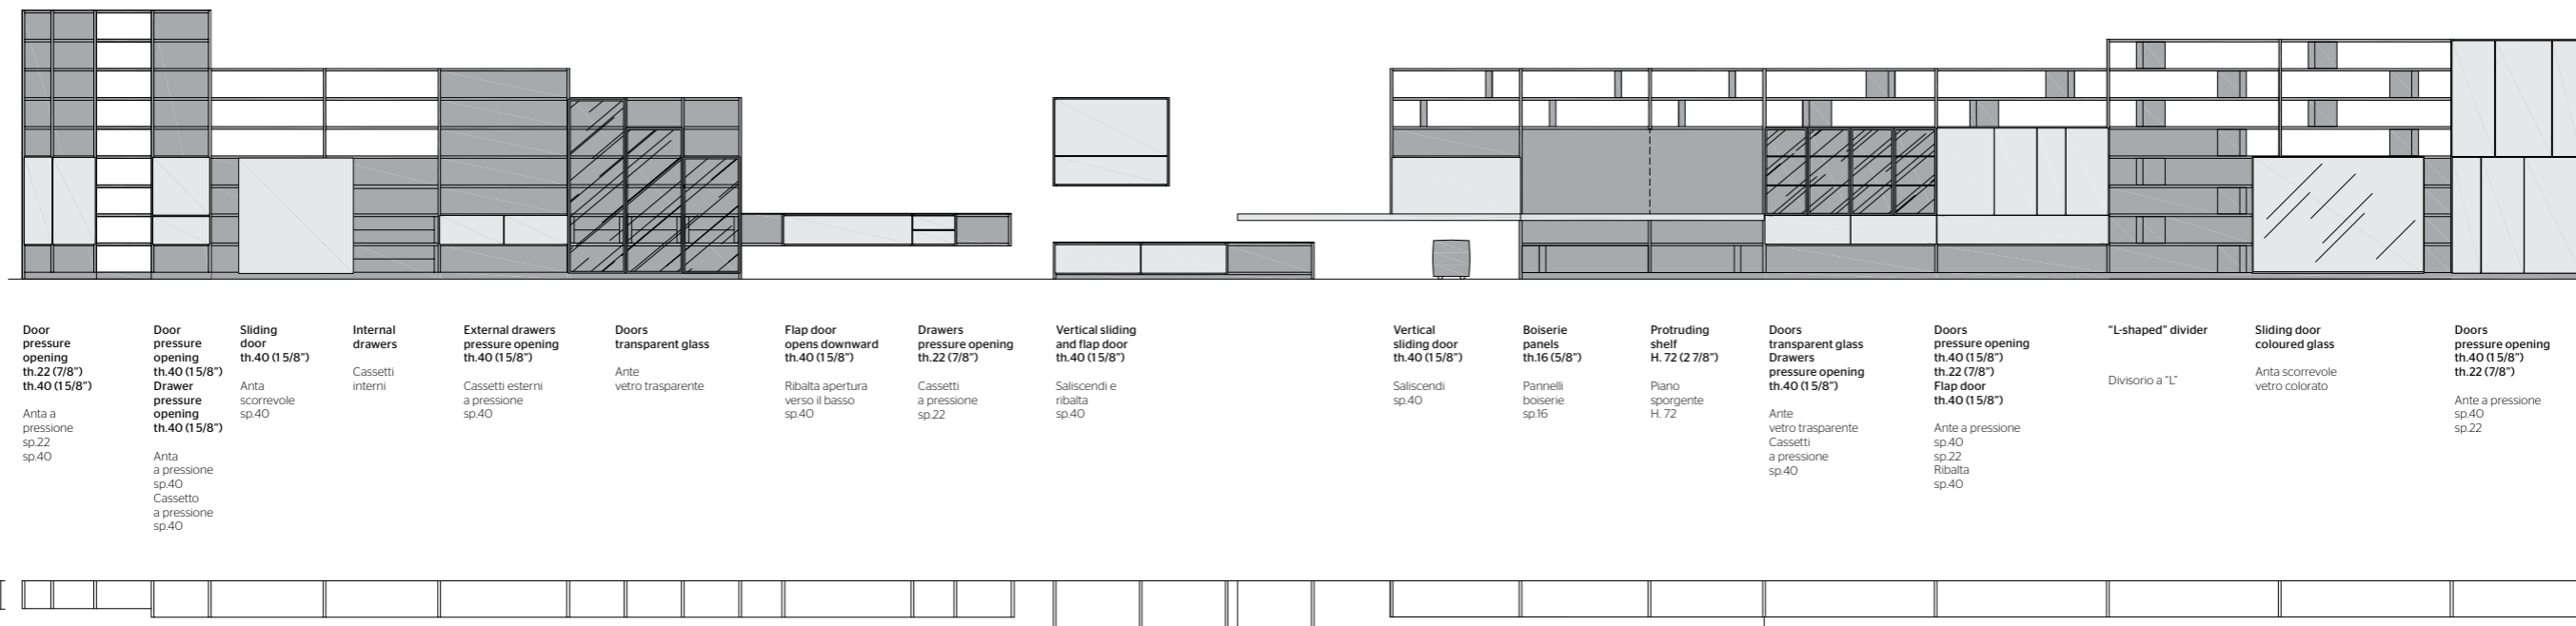 Door
pressure
opening
th.22 (7/8")
th.40 (1 5/8")
Anta a
pressione
sp.22
sp.40
Door
pressure
opening
th.40 (1 5/8")
Drawer
pressure
opening
th.40 (1 5/8")
Anta
a pressione
sp.40
Cassetto
a pressione
sp.40
Sliding
door
th.40 (1 5/8")
Anta
scorrevole
sp.40
Internal
drawers
Cassetti
interni
External drawers
pressure opening
th.40 (1 5/8")
Cassetti esterni
a pressione
sp.40
Doors
transparent glass
Ante
vetro trasparente
Flap door
opens downward
th.40 (1 5/8")
Ribalta apertura
verso il basso
sp.40
Drawers
pressure opening
th.22 (7/8")
Cassetti
a pressione
sp.22
Vertical sliding
and flap door
th.40 (1 5/8")
Saliscendi e
ribalta
sp.40
Vertical
sliding door
th.40 (1 5/8")
Saliscendi
sp.40
Boiserie
panels
th.16 (5/8")
Pannelli
boiserie
sp.16
Protruding
shelf
H. 72 (2 7/8")
Piano
sporgente
H. 72
Doors
transparent glass
Drawers
pressure opening
th.40 (1 5/8")
Ante
vetro trasparente
Cassetti
a pressione
sp.40
Doors
pressure opening
th.40 (1 5/8")
th.22 (7/8")
Flap door
th.40 (1 5/8")
Ante a pressione
sp.40
sp.22
Ribalta
sp.40
"L-shaped" divider
Divisorio a "L"
Sliding door
coloured glass
Anta scorrevole
vetro colorato
Doors
pressure opening
th.40 (1 5/8")
th.22 (7/8")
Ante a pressione
sp.40
sp.22